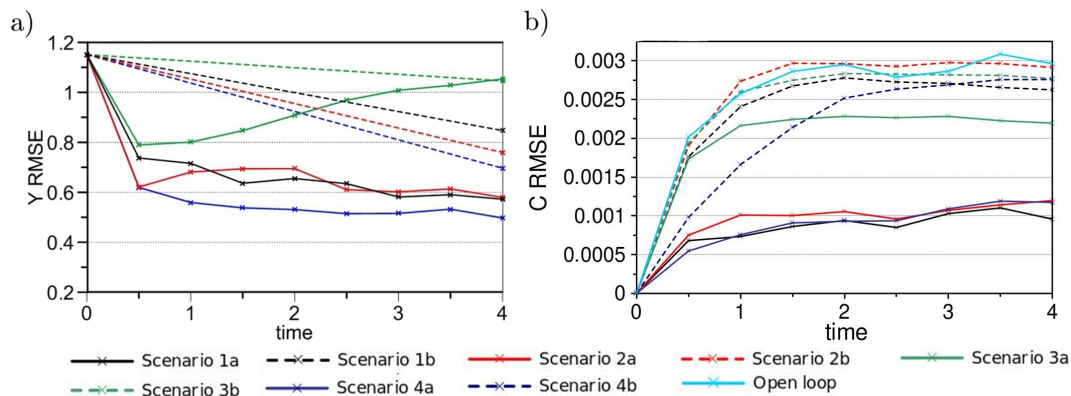 a)
b)
1.2
1
0.8
0.6
0.4
0.2
Y RMSE
0 1 2 3 4
time
0.003
0.0025
0.002
0.0015
0.001
0.0005
0
C RMSE
0 1 2 3 4
time
Scenario 1a Scenario 1b Scenario 2a Scenario 2b Scenario 3a
Scenario 3b Scenario 4a Scenario 4b Open loop